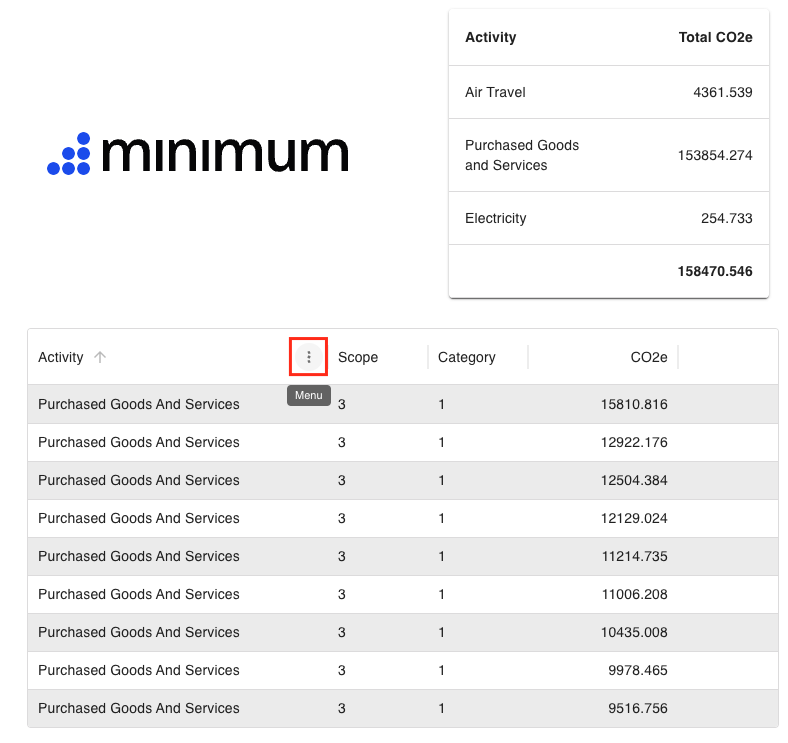 Activity Total CO2e
Air Travel 4361.539
minimum
Purchased Goods
and Services 153854.274
Electricity 254.733
158470.546
Activity Scope Category CO2e
Menu
Purchased Goods And Services 3 1 15810.816
Purchased Goods And Services 3 1 12922.176
Purchased Goods And Services 3 1 12504.384
Purchased Goods And Services 3 1 12129.024
Purchased Goods And Services 3 1 11214.735
Purchased Goods And Services 3 1 11006.208
Purchased Goods And Services 3 1 10435.008
Purchased Goods And Services 3 1 9978.465
Purchased Goods And Services 3 1 9516.756